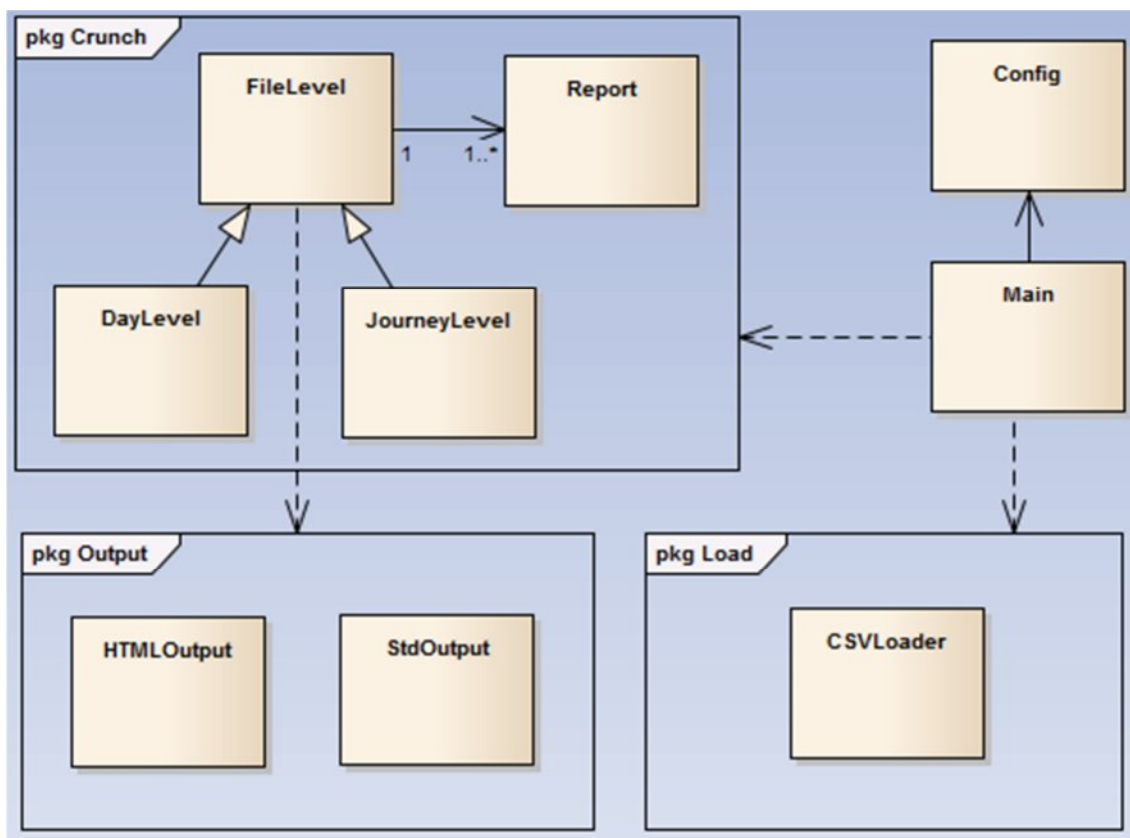 pkg Crunch
FileLevel
Report
Config
1
1..*
DayLevel
JourneyLevel
Main
pkg Output
pkg Load
HTMLOutput
StdOutput
CSVLoader